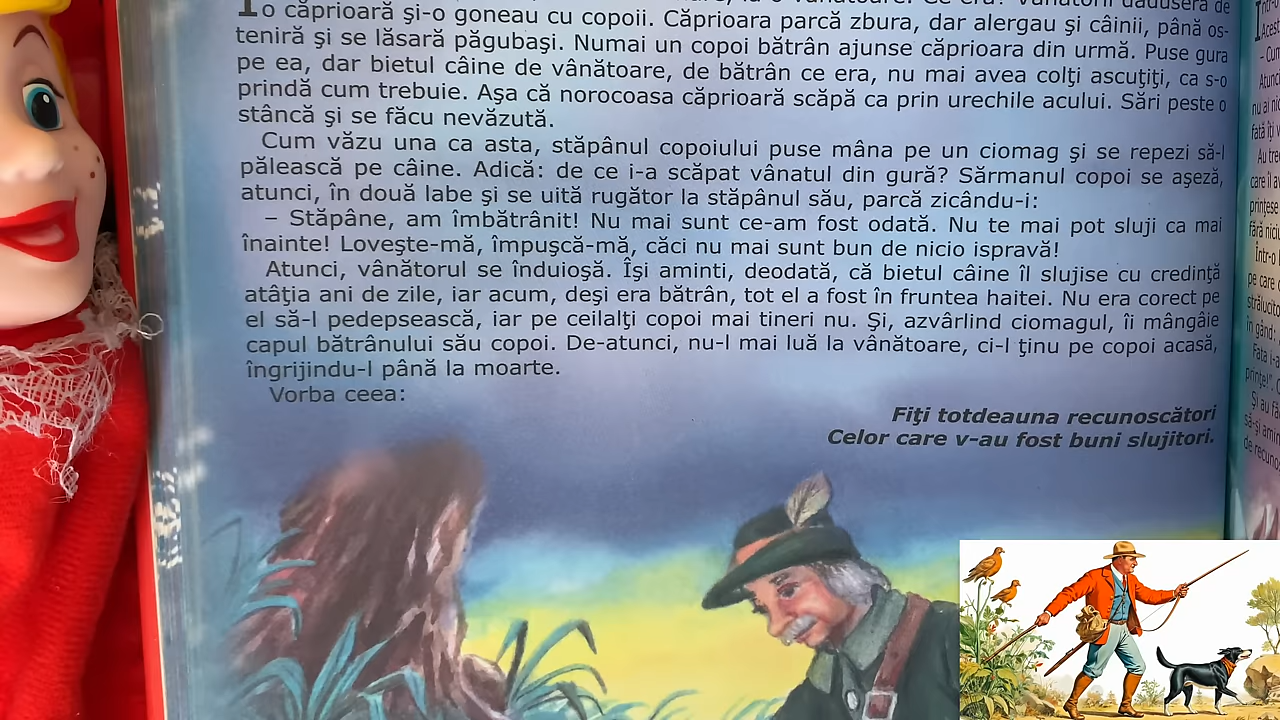 o căprioară şi-o goneau cu copoii. Căprioara parcă zbura, dar alergau şi câinii, până os-
teniră şi se lăsară păgubaşi. Numai un copoi bătrân ajunse căprioara din urmă. Puse gura
pe ea, dar bietul câine de vânătoare, de bătrân ce era, nu mai avea colţi ascuţiţi, ca s-o
prindă cum trebuie. Aşa că norocoasa căprioară scăpă ca prin urechile acului. Sări peste o
stâncă şi se făcu nevăzută.
Cum văzu una ca asta, stăpânul copoiului puse mâna pe un ciomag şi se repezi să-l
pălească pe câine. Adică: de ce i-a scăpat vânatul din gură? Sărmanul copoi se aşeză,
atunci, în două labe şi se uită rugător la stăpânul său, parcă zicându-i:
– Stăpâne, am îmbătrânit! Nu mai sunt ce-am fost odată. Nu te mai pot sluji ca mai
înainte! Loveşte-mă, împuşcă-mă, căci nu mai sunt bun de nicio ispravă!
Atunci, vânătorul se înduioşă. Îşi aminti, deodată, că bietul câine îl slujise cu credinţă
atâţia ani de zile, iar acum, deşi era bătrân, tot el a fost în fruntea haitei. Nu era corect pe
el să-l pedepsească, iar pe ceilalţi copoi mai tineri nu. Şi, azvârlind ciomagul, îi mângâie
capul bătrânului său copoi. De-atunci, nu-l mai luă la vânătoare, ci-l ţinu pe copoi acasă,
îngrijindu-l până la moarte.
Vorba ceea:
Fiţi totdeauna recunoscători
Celor care v-au fost buni slujitori.